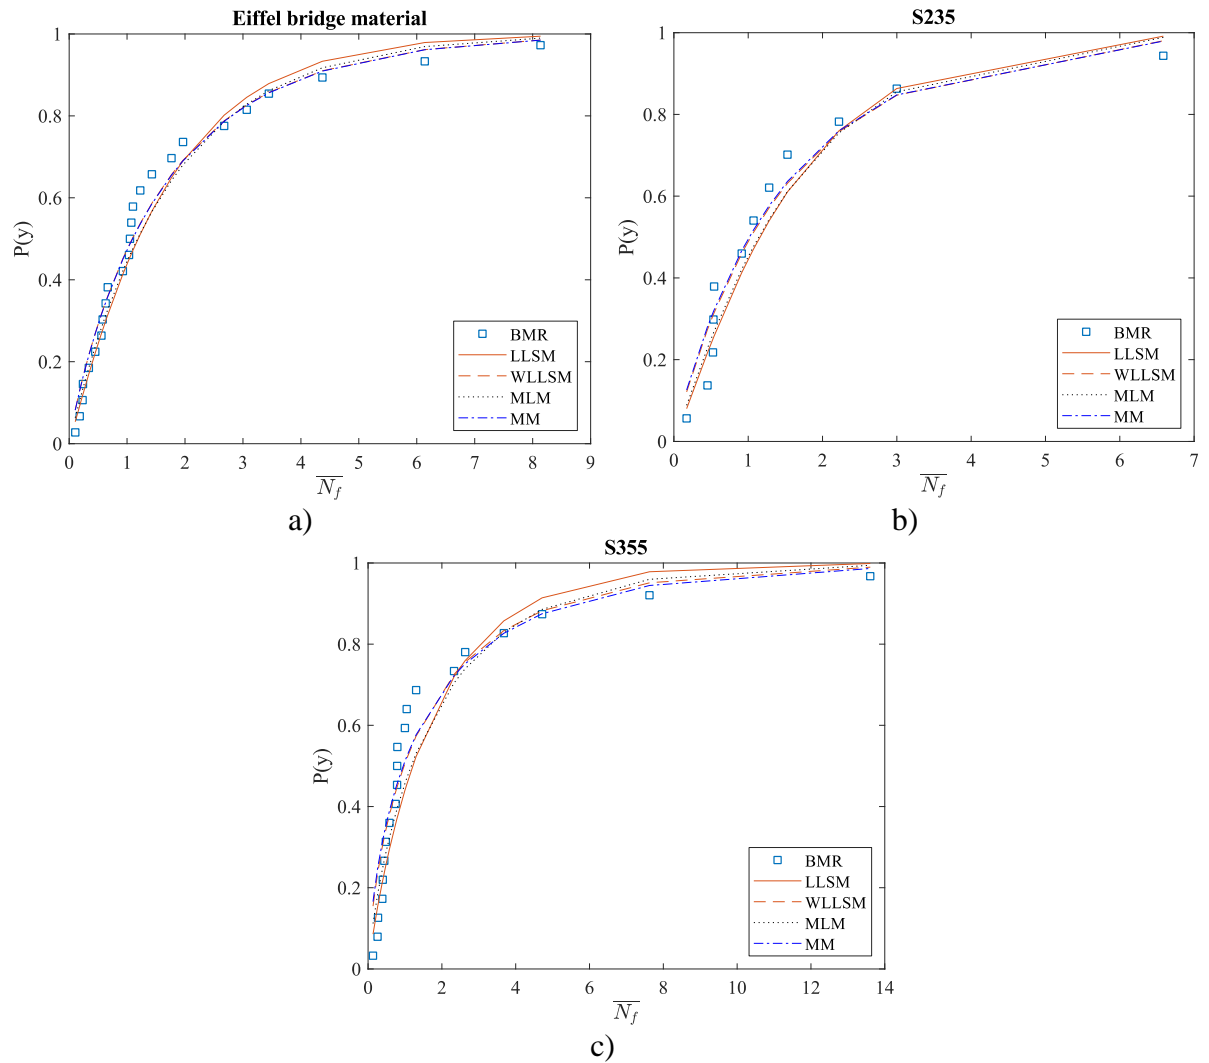 Eiffel bridge material
1
0.8
0.6
0.4
0.2
0
P(y)
0 1 2 3 4 5 6 7 8 9
N̅_f
BMR
LLSM
WLLSM
MLM
MM
a)
S235
1
0.8
0.6
0.4
0.2
0
P(y)
0 1 2 3 4 5 6 7
N̅_f
BMR
LLSM
WLLSM
MLM
MM
b)
S355
1
0.8
0.6
0.4
0.2
0
P(y)
0 2 4 6 8 10 12 14
N̅_f
BMR
LLSM
WLLSM
MLM
MM
c)